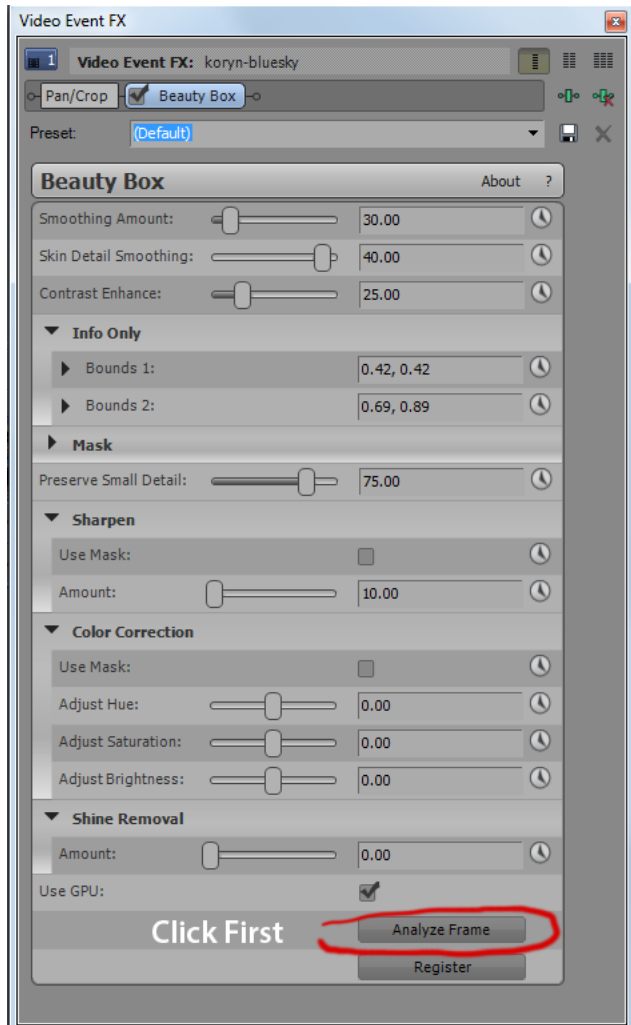 Video Event FX
1 Video Event FX: koryn-bluesky
Pan/Crop Beauty Box
Preset: (Default)
Beauty Box About ?
Smoothing Amount: 30.00
Skin Detail Smoothing: 40.00
Contrast Enhance: 25.00
Info Only
Bounds 1: 0.42, 0.42
Bounds 2: 0.69, 0.89
Mask
Preserve Small Detail: 75.00
Sharpen
Use Mask:
Amount: 10.00
Color Correction
Use Mask:
Adjust Hue: 0.00
Adjust Saturation: 0.00
Adjust Brightness: 0.00
Shine Removal
Amount: 0.00
Use GPU:
Click First Analyze Frame
Register